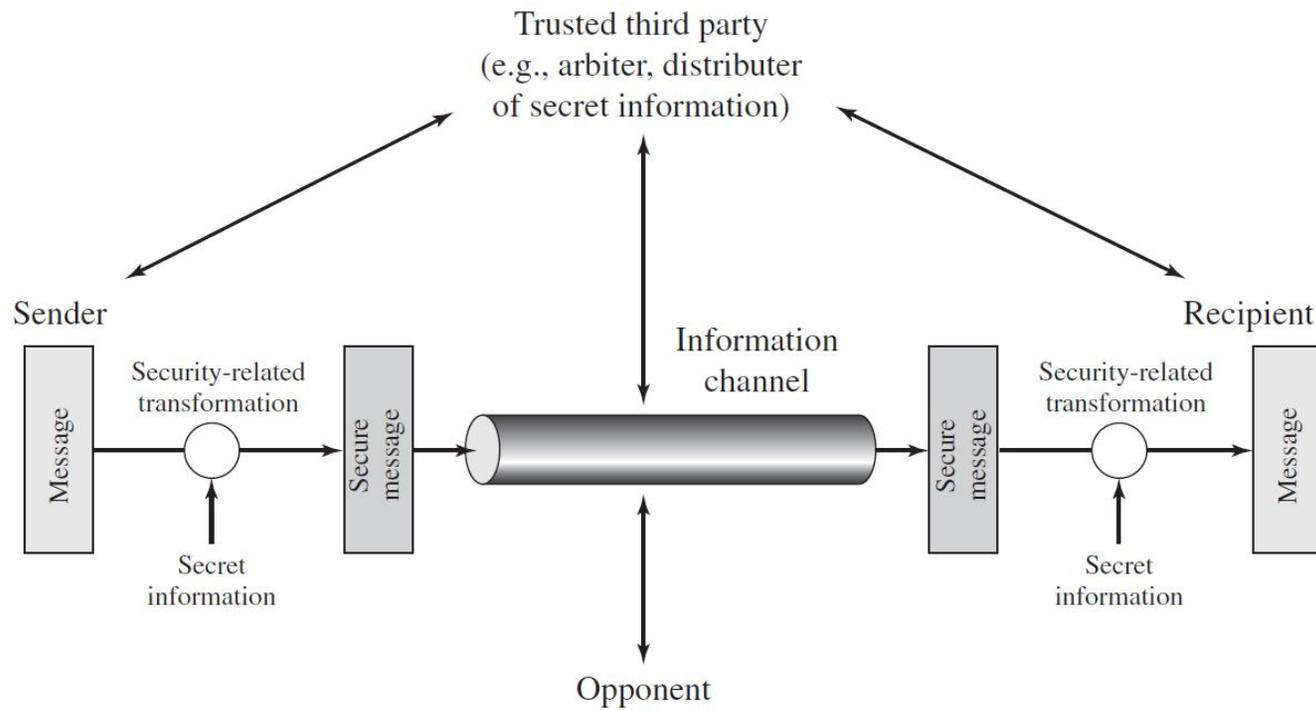 Trusted third party
(e.g., arbiter, distributer
of secret information)
Sender
Recipient
Information
channel
Security-related
transformation
Security-related
transformation
Message
Secure
message
Secure
message
Message
Secret
information
Secret
information
Opponent